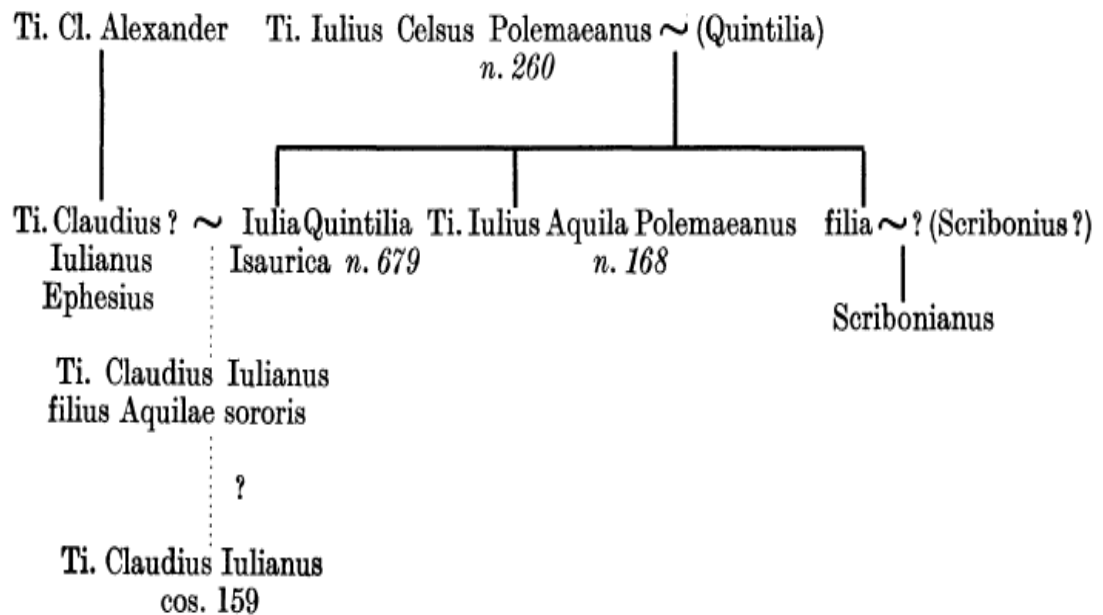 Ti. Cl. Alexander Ti. Iulius Celsus Polemaeanus ~ (Quintilia)
n. 260
Ti. Claudius ? ~ Iulia Quintilia Ti. Iulius Aquila Polemaeanus filia ~ ? (Scribonius ?)
Iulianus Isaurica n. 679 n. 168
Ephesius
Scribonianus
Ti. Claudius Iulianus
filius Aquilae sororis
?
Ti. Claudius Iulianus
cos. 159